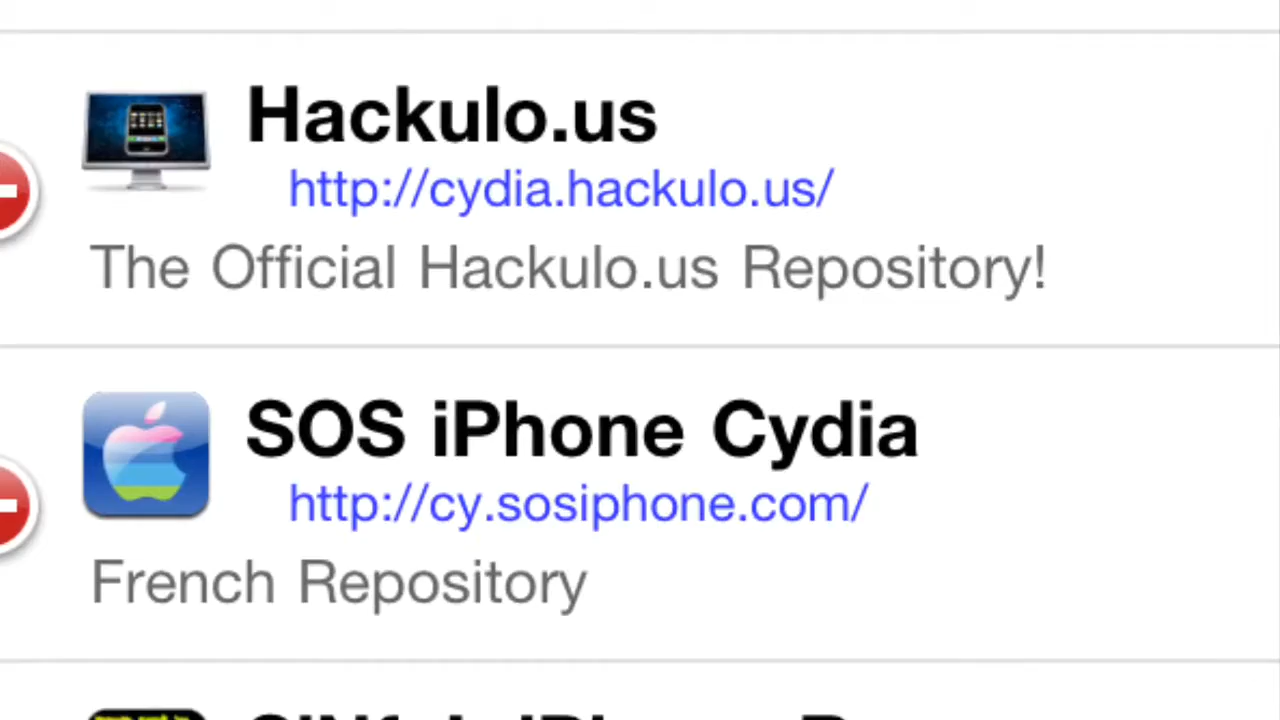 Hackulo.us
http://cydia.hackulo.us/
The Official Hackulo.us Repository!
SOS iPhone Cydia
http://cy.sosiphone.com/
French Repository